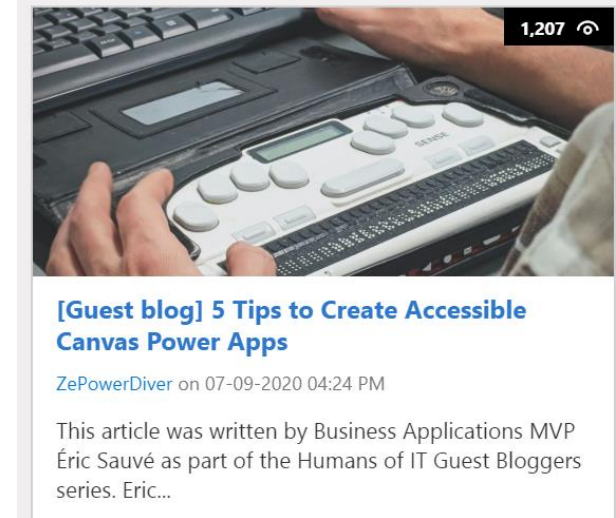 1,207
SENSE
[Guest blog] 5 Tips to Create Accessible
Canvas Power Apps
ZePowerDiver on 07-09-2020 04:24 PM
This article was written by Business Applications MVP
Éric Sauvé as part of the Humans of IT Guest Bloggers
series. Eric...